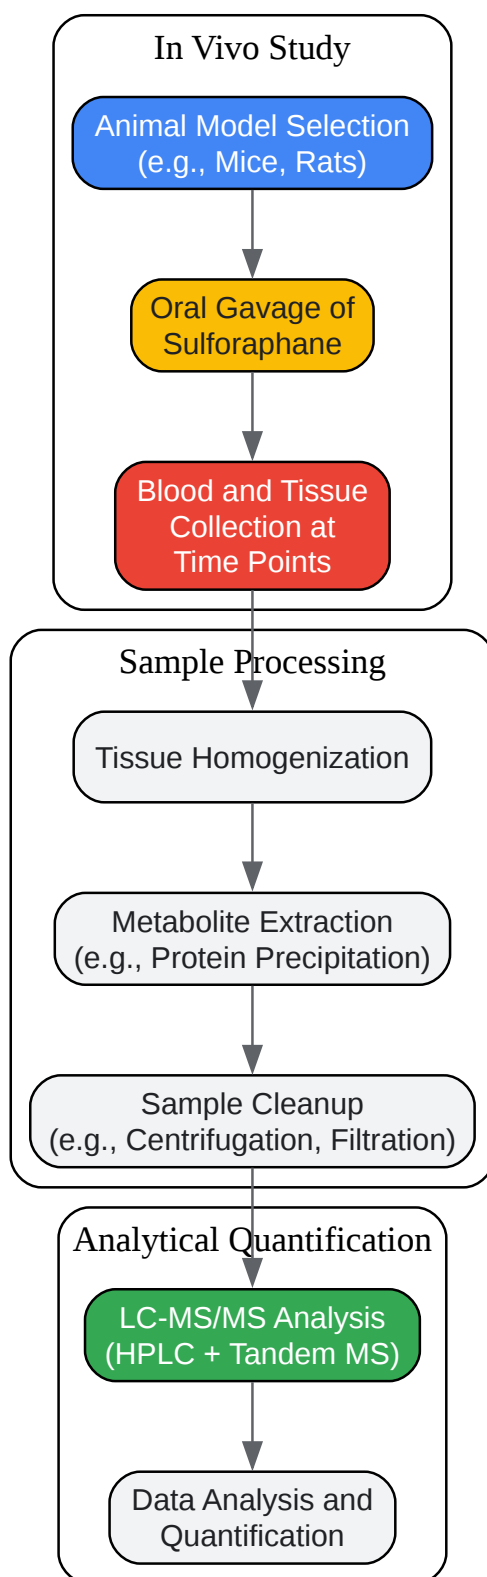 In Vivo Study
Animal Model Selection
(e.g., Mice, Rats)
Oral Gavage of
Sulforaphane
Blood and Tissue
Collection at
Time Points
Sample Processing
Tissue Homogenization
Metabolite Extraction
(e.g., Protein Precipitation)
Sample Cleanup
(e.g., Centrifugation, Filtration)
Analytical Quantification
LC-MS/MS Analysis
(HPLC + Tandem MS)
Data Analysis and
Quantification